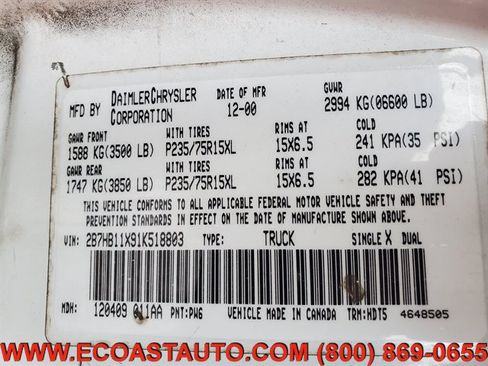 MFD BY DAIMLERCHRYSLER CORPORATION DATE OF MFR 12-00 GVWR 2994 KG(06600 LB)
GAWR FRONT WITH TIRES RIMS AT COLD
1588 KG(3500 LB) P235/75R15XL 15X6.5 241 KPA(35 PSI)
GAWR REAR WITH TIRES RIMS AT COLD
1747 KG(3850 LB) P235/75R15XL 15X6.5 282 KPA(41 PSI)
THIS VEHICLE CONFORMS TO ALL APPLICABLE FEDERAL MOTOR VEHICLE SAFETY AND THEFT
PREVENTION STANDARDS IN EFFECT ON THE DATE OF MANUFACTURE SHOWN ABOVE.
VIN: 2B7HB11X91K518803 TYPE: TRUCK SINGLE X DUAL
MDH: 120409 011AA PNT:PW6 VEHICLE MADE IN CANADA TRM:HDT5 4648505
WWW.ECOASTAUTO.COM (800) 869-0655